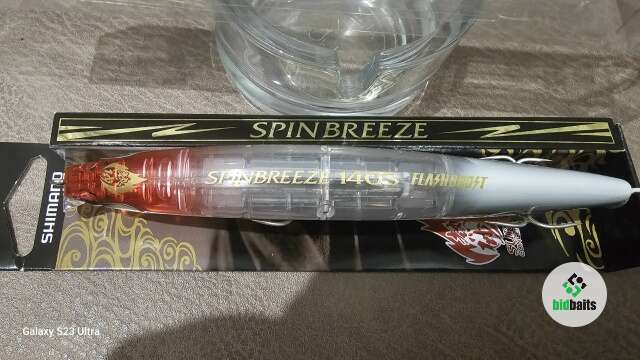 SPINBREEZE
SPINBREEZE 140S FLASHBOOST
SHIMANO
bidbaits
Galaxy S23 Ultra